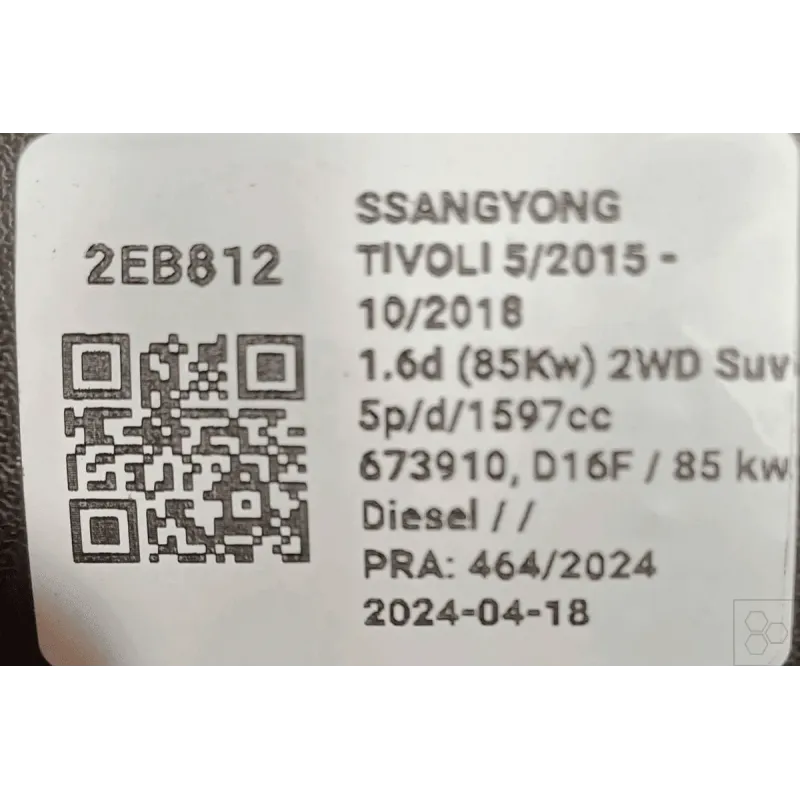 2EB812
SSANGYONG
TIVOLI 5/2015 -
10/2018
1.6d (85Kw) 2WD Suv
5p/d/1597cc
673910, D16F / 85 kw
Diesel / /
PRA: 464/2024
2024-04-18